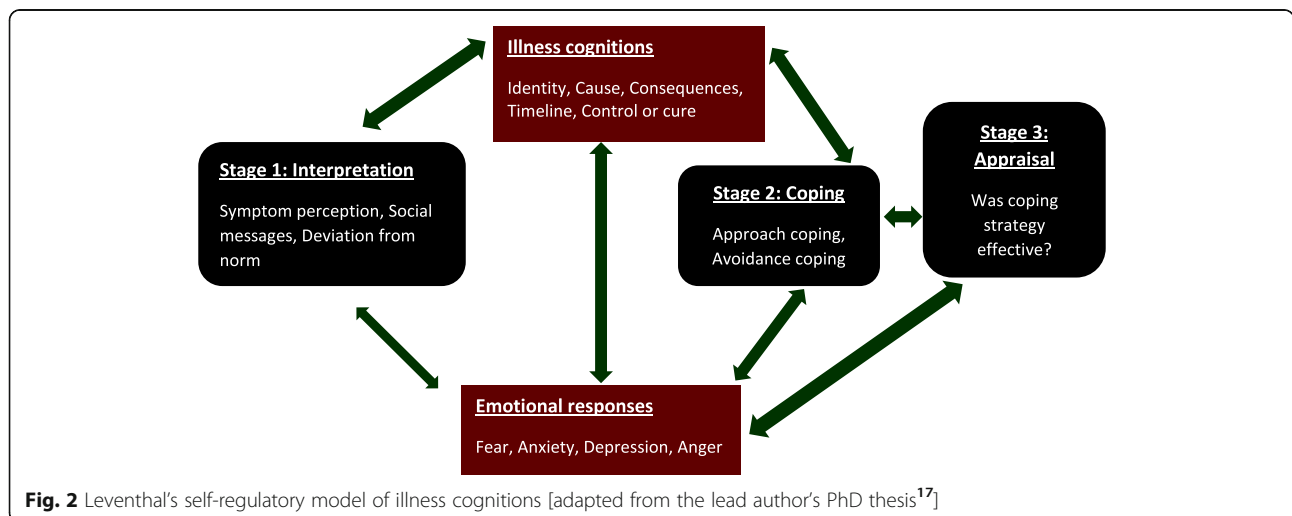 Illness cognitions
Identity, Cause, Consequences,
Timeline, Control or cure
Stage 1: Interpretation
Symptom perception, Social
messages, Deviation from
norm
Stage 2: Coping
Approach coping,
Avoidance coping
Stage 3:
Appraisal
Was coping
strategy
effective?
Emotional responses
Fear, Anxiety, Depression, Anger
Fig. 2 Leventhal’s self-regulatory model of illness cognitions [adapted from the lead author’s PhD thesis17]